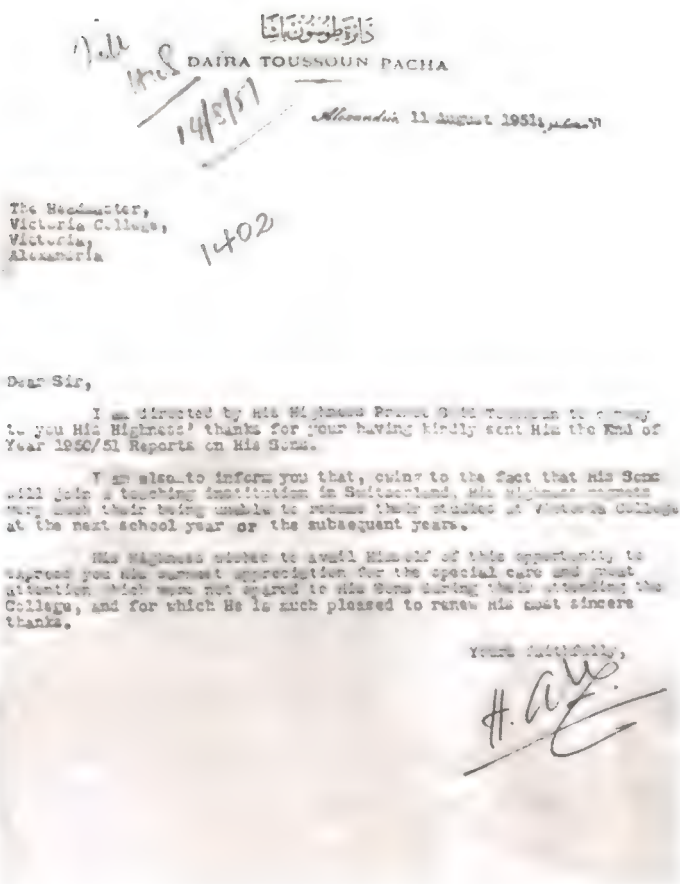 دائرة طوسون باشا
DAIRA TOUSSOUN PACHA
14/8/51
Alexandria 11 August 1951
The Headmaster,
Victoria College,
Victoria,
Alexandria
1402
Dear Sir,
I am directed by His Highness Prince Said Toussoun to convey
to you His Highness' thanks for your having kindly sent Him the End of
Year 1950/51 Reports on His Sons.
I am also to inform you that, owing to the fact that His Sons
will join a teaching institution in Switzerland, His Highness regrets
very much their being unable to resume their studies at Victoria College
at the next school year or the subsequent years.
His Highness wishes to avail Himself of this opportunity to
express you His warmest appreciation for the special care and
attention which were not spared to His Sons during their attending the
College, and for which He is much pleased to renew His most sincere
thanks.
Yours faithfully,